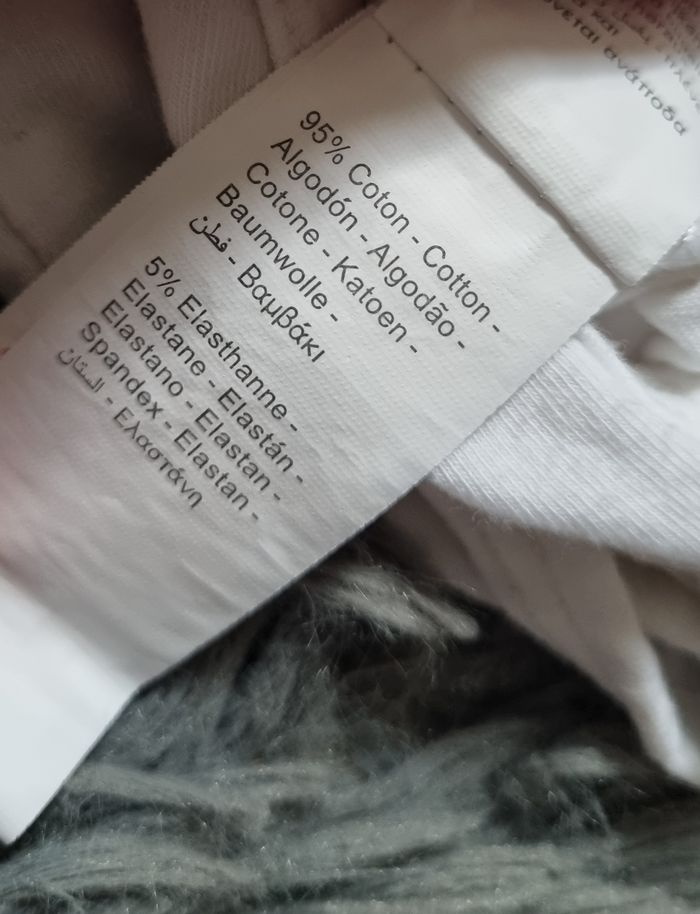 ανάποδα
95% Coton - Cotton -
Algodón - Algodão -
Cotone - Katoen -
Baumwolle -
قطن - Βαμβάκι
5% Elasthanne -
Elastane - Elastán -
Elastano - Elastan -
Spandex - Elastan -
الستان - Ελαστάνη